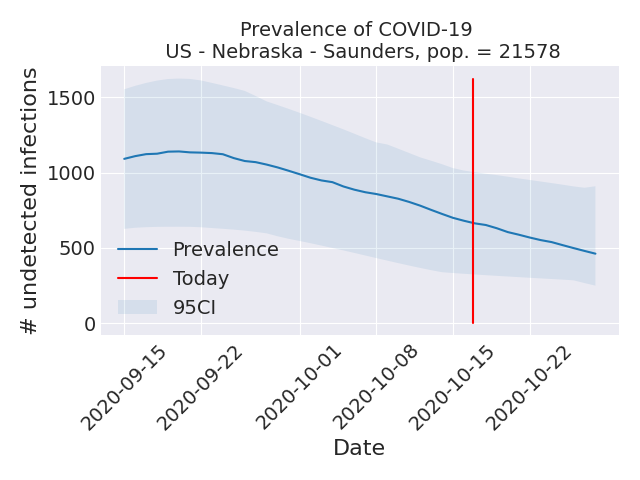 Prevalence of COVID-19
US - Nebraska - Saunders, pop. = 21578
# undetected infections
1500
1000
500
0
Prevalence
Today
95CI
2020-09-15
2020-09-22
2020-10-01
2020-10-08
2020-10-15
2020-10-22
Date